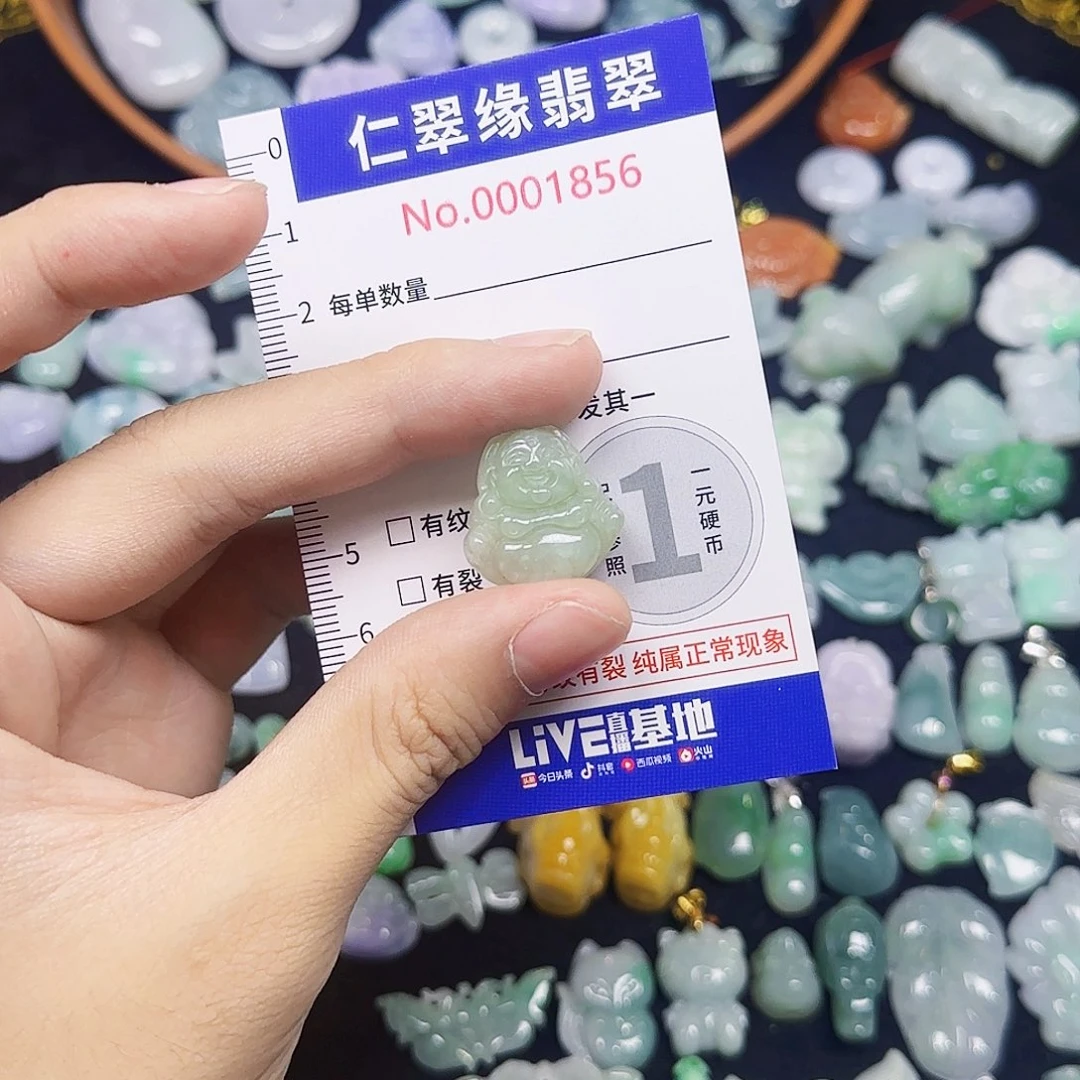 仁翠缘翡翠
No.0001856
0
1
2 每单数量
发其一
□有纹
一元硬币
1
照
5
□有裂
6
有裂 纯属正常现象
LiVE直播基地
今日头条 抖音 西瓜视频 火山